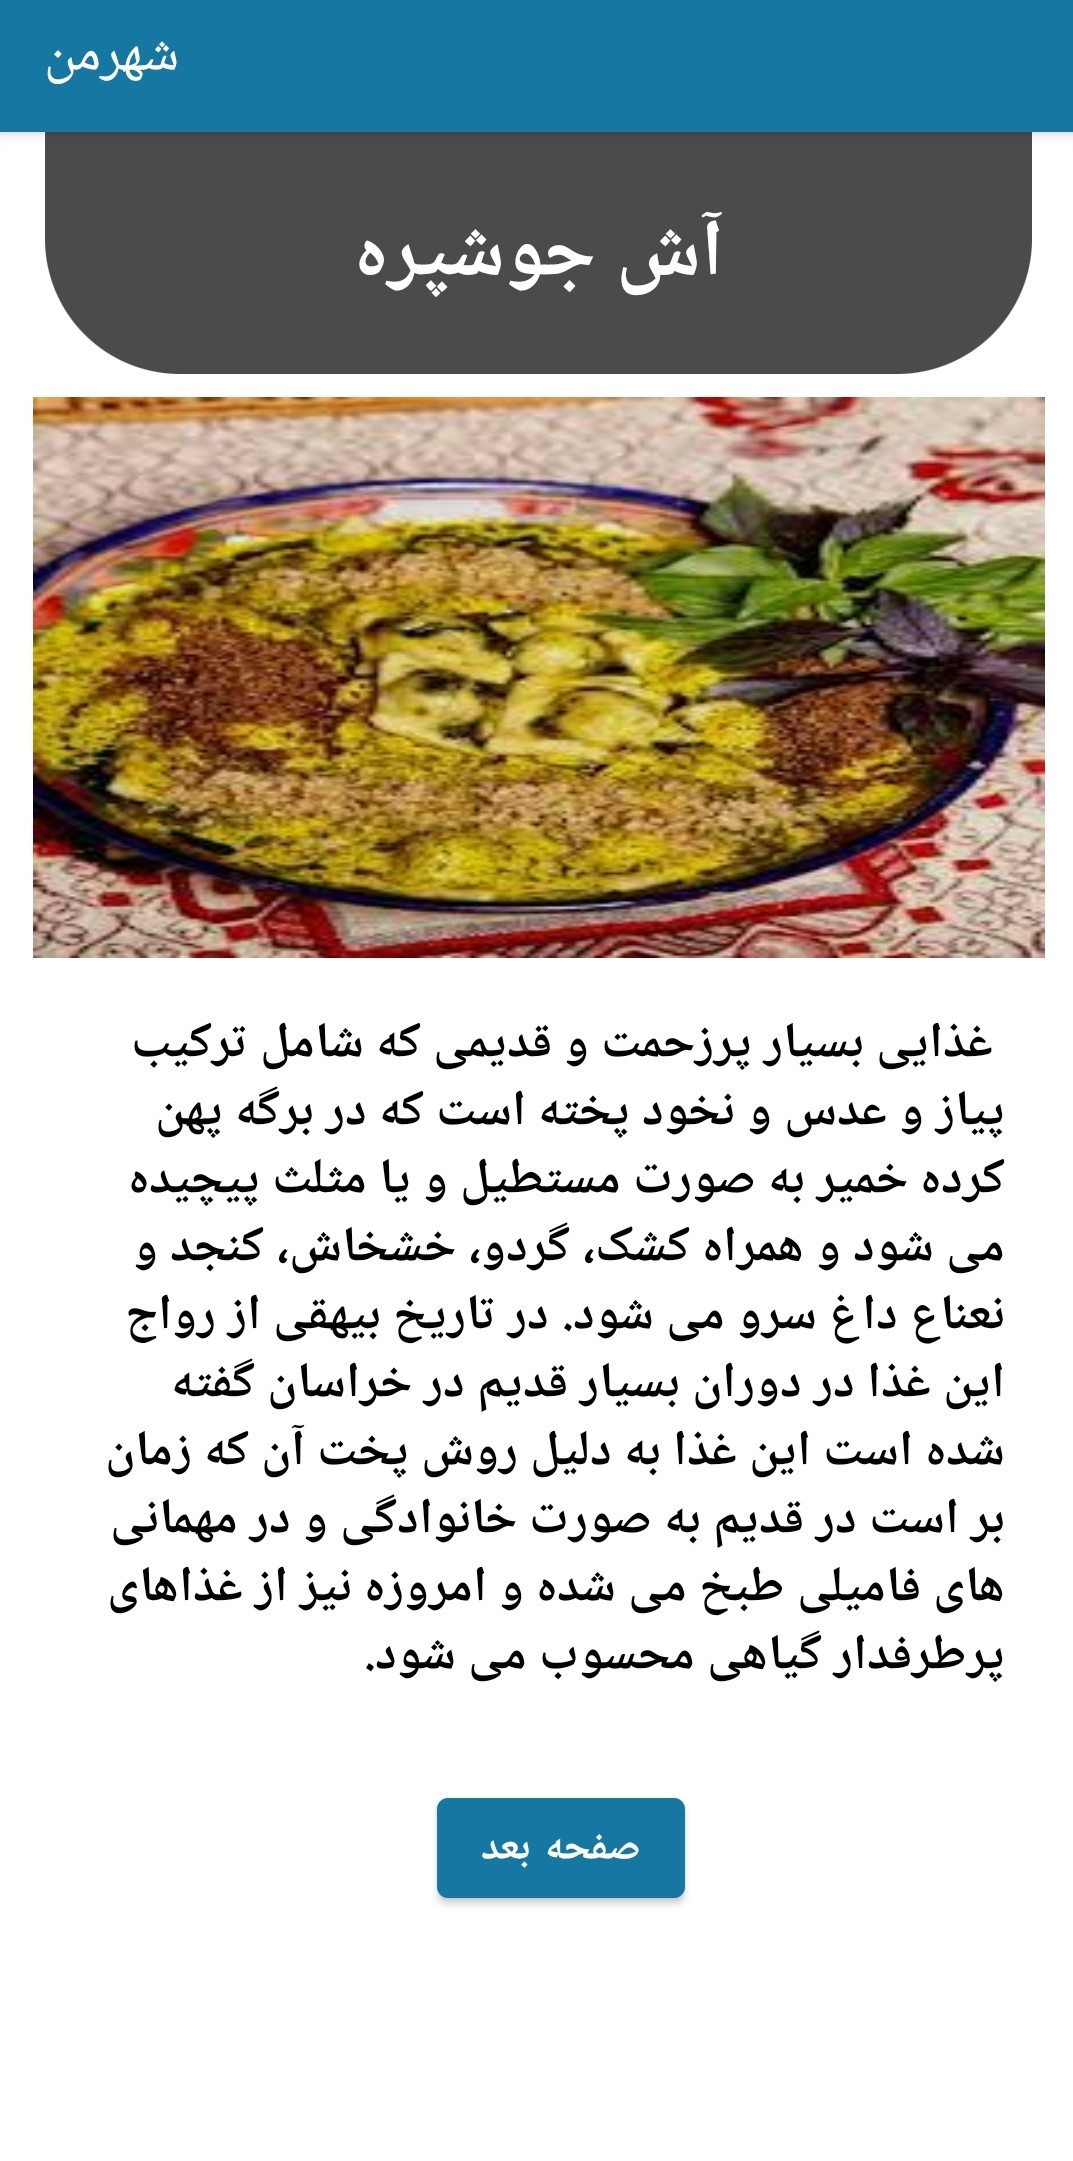 شهرمن
آش جوشپره
غذایی بسیار پرزحمت و قدیمی که شامل ترکیب
پیاز و عدس و نخود پخته است که در برگه پهن
کرده خمیر به صورت مستطیل و یا مثلث پیچیده
می شود و همراه کشک، گردو، خشخاش، کنجد و
نعناع داغ سرو می شود. در تاریخ بیهقی از رواج
این غذا در دوران بسیار قدیم در خراسان گفته
شده است این غذا به دلیل روش پخت آن که زمان
بر است در قدیم به صورت خانوادگی و در مهمانی
های فامیلی طبخ می شده و امروزه نیز از غذاهای
پرطرفدار گیاهی محسوب می شود.
صفحه بعد